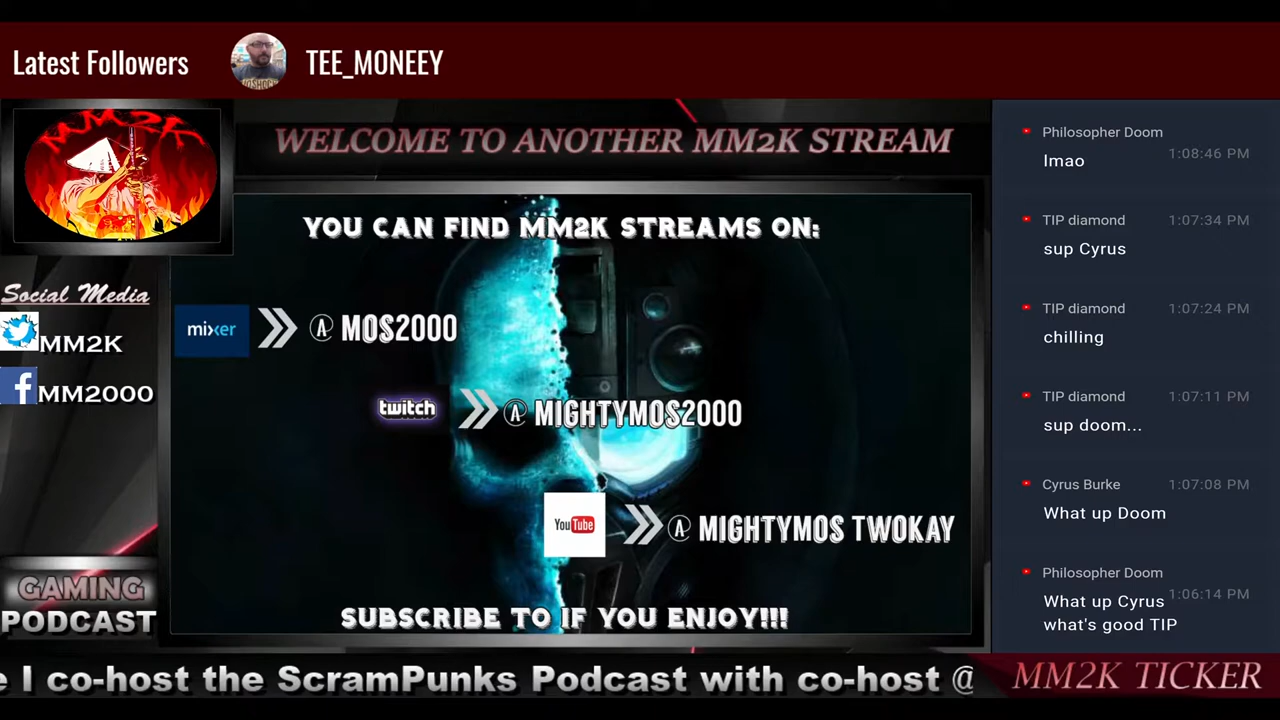 Latest Followers TEE_MONEEY
MM2K
WELCOME TO ANOTHER MM2K STREAM
YOU CAN FIND MM2K STREAMS ON:
mixer @ MOS2000
twitch @ MIGHTYMOS2000
YouTube @ MIGHTYMOS TWOKAY
SUBSCRIBE TO IF YOU ENJOY!!!
Social Media
MM2K
MM2000
GAMING
PODCAST
Philosopher Doom
lmao 1:08:46 PM
TIP diamond 1:07:34 PM
sup Cyrus
TIP diamond 1:07:24 PM
chilling
TIP diamond 1:07:11 PM
sup doom...
Cyrus Burke 1:07:08 PM
What up Doom
Philosopher Doom
What up Cyrus 1:06:14 PM
what's good TIP
e I co-host the ScramPunks Podcast with co-host @
MM2K TICKER